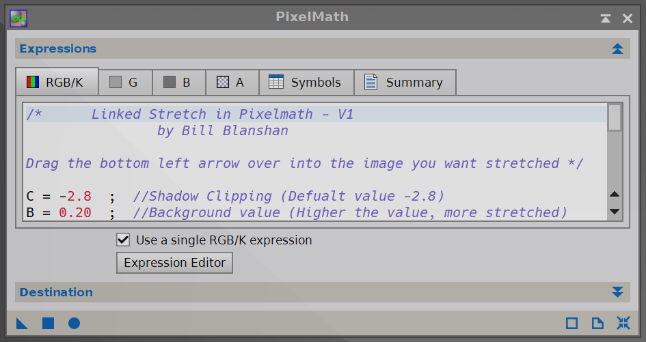 PixelMath
Expressions
RGB/K G B A Symbols Summary
/* Linked Stretch in Pixelmath - V1
by Bill Blanshan
Drag the bottom left arrow over into the image you want stretched */
C = -2.8 ; //Shadow Clipping (Defualt value -2.8)
B = 0.20 ; //Background value (Higher the value, more stretched)
Use a single RGB/K expression
Expression Editor
Destination